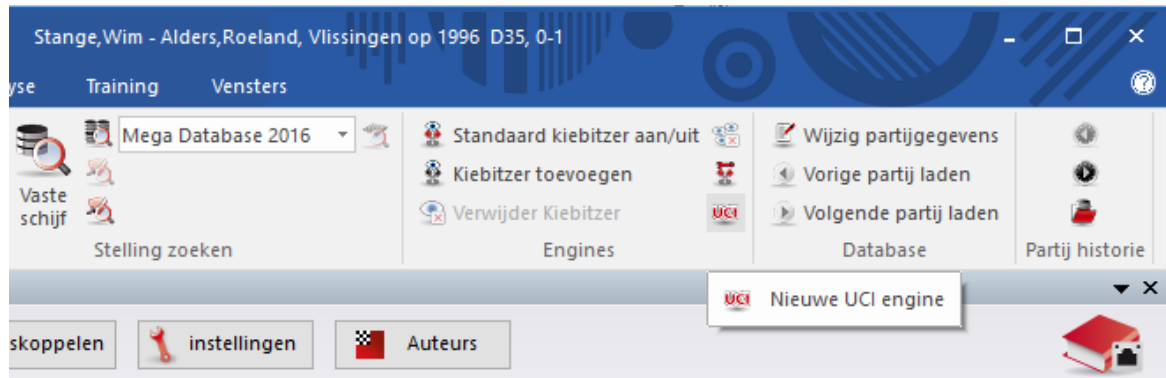 Stange,Wim - Alders,Roeland, Vlissingen op 1996 D35, 0-1
yse Training Vensters
Mega Database 2016
Vaste
schijf
Stelling zoeken
Standaard kiebitzer aan/uit
Kiebitzer toevoegen
Verwijder Kiebitzer
UCI
Engines
Wijzig partijgegevens
Vorige partij laden
Volgende partij laden
Database
Partij historie
UCI Nieuwe UCI engine
skoppelen instellingen Auteurs